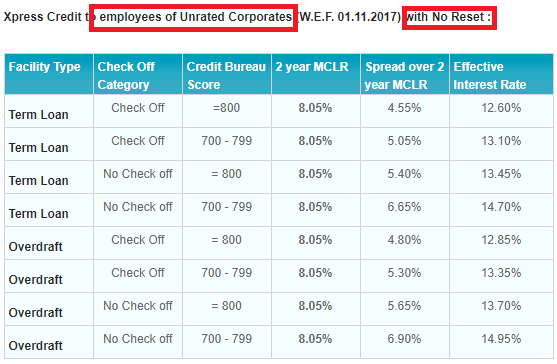 Xpress Credit to employees of Unrated Corporates (W.E.F. 01.11.2017) with No Reset :
Facility Type Check Off Category Credit Bureau Score 2 year MCLR Spread over 2 year MCLR Effective Interest Rate
Term Loan Check Off =800 8.05% 4.55% 12.60%
Term Loan Check Off 700 - 799 8.05% 5.05% 13.10%
Term Loan No Check off = 800 8.05% 5.40% 13.45%
Term Loan No Check off 700 - 799 8.05% 6.65% 14.70%
Overdraft Check Off = 800 8.05% 4.80% 12.85%
Overdraft Check Off 700 - 799 8.05% 5.30% 13.35%
Overdraft No Check off = 800 8.05% 5.65% 13.70%
Overdraft No Check off 700 - 799 8.05% 6.90% 14.95%